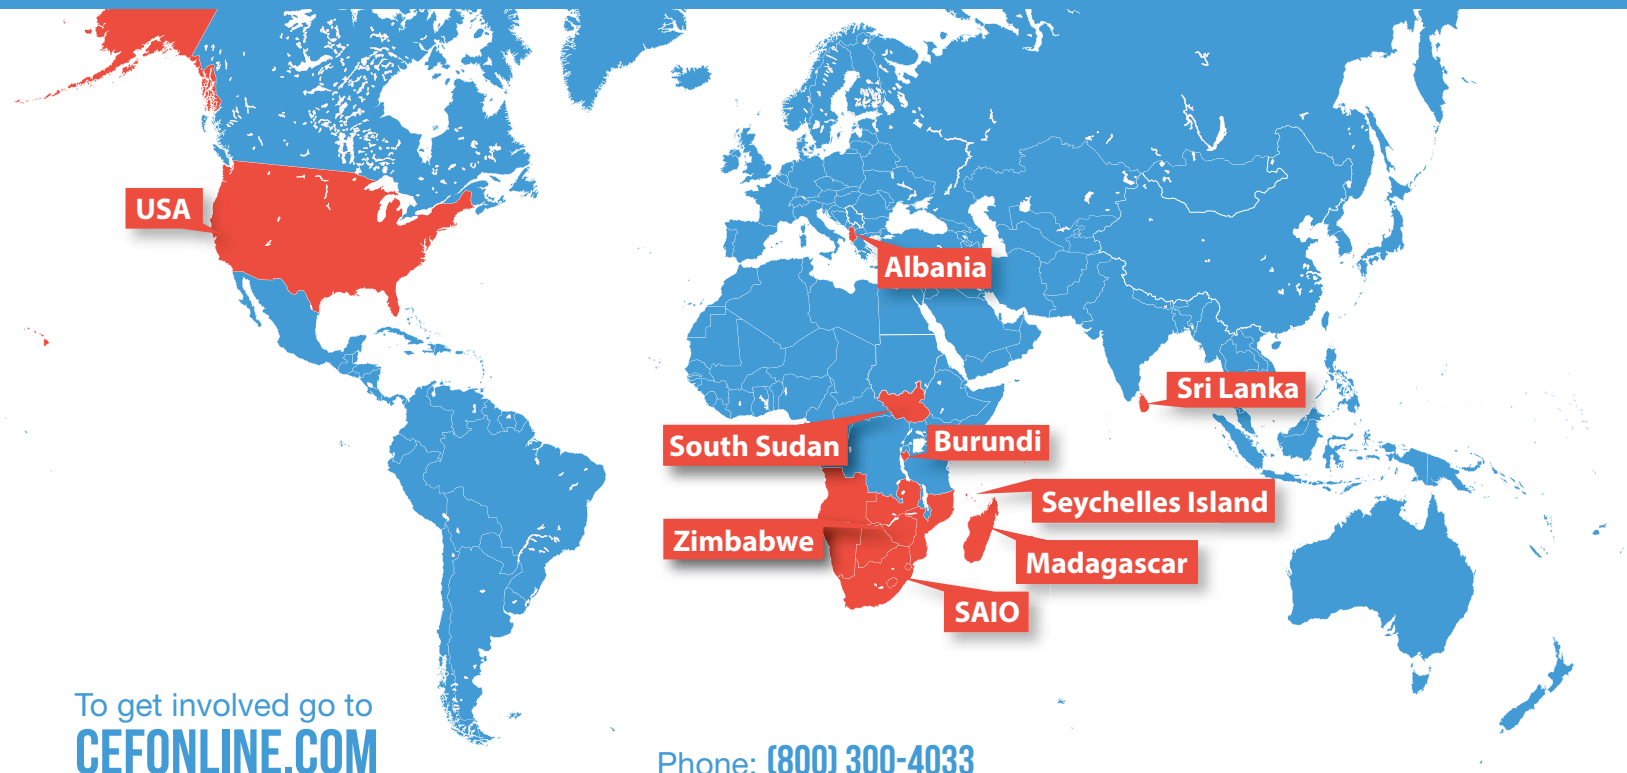 USA
Albania
Sri Lanka
South Sudan
Burundi
Seychelles Island
Zimbabwe
Madagascar
SAIO
To get involved go to
CEFONLINE.COM
Phone: (800) 300-4033